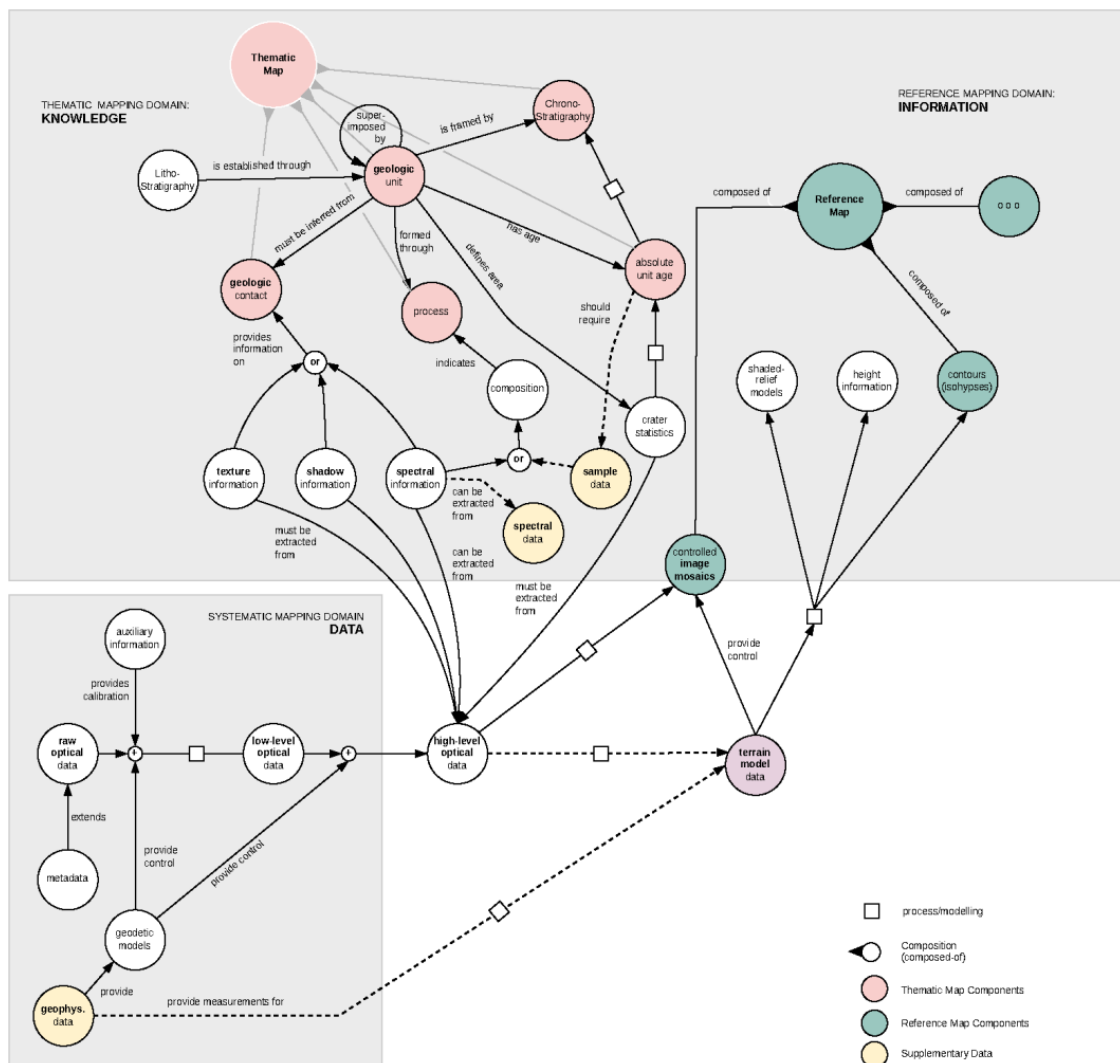 Thematic
Map
THEMATIC MAPPING DOMAIN:
KNOWLEDGE
REFERENCE MAPPING DOMAIN:
INFORMATION
Chrono-
Stratigraphy
super-
imposed
by
is framed by
Litho-
Stratigraphy
is established through
geologic
unit
composed of
Reference
Map
composed of
o o o
must be inferred from
formed
through
has age
defines area
geologic
contact
process
absolute
unit age
composed of
provides
information
on
or
indicates
should
require
composition
shaded-
relief
models
height
information
contours
(isohypses)
crater
statistics
texture
information
shadow
information
spectral
information
or
sample
data
can be
extracted
from
spectral
data
must be
extracted
from
can be
extracted
from
must be
extracted
from
controlled
image
mosaics
SYSTEMATIC MAPPING DOMAIN
DATA
auxiliary
information
provides
calibration
provide
control
raw
optical
data
+
low-level
optical
data
+
high-level
optical
data
terrain
model
data
extends
provide
control
provide control
metadata
geodetic
models
provide
geophys.
data
provide measurements for
process/modelling
Composition
(composed-of)
Thematic Map Components
Reference Map Components
Supplementary Data